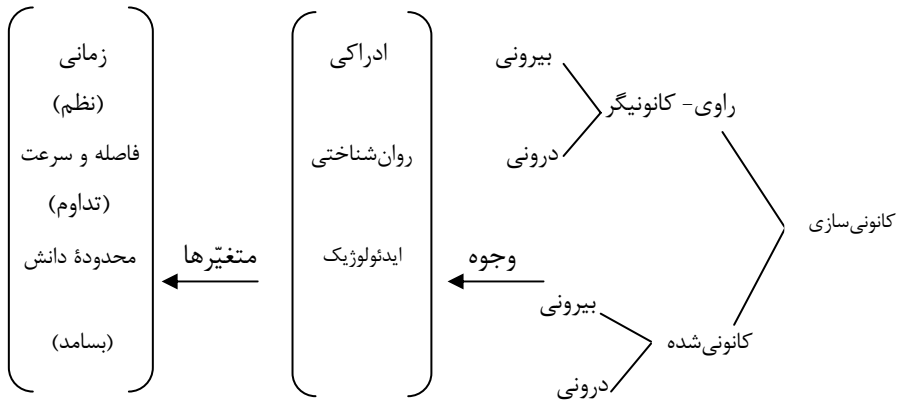 کانونی‌سازی
راوی- کانونیگر
بیرونی
درونی
کانونی‌شده
بیرونی
درونی
وجوه
ادراکی
روان‌شناختی
ایدئولوژیک
متغیّرها
زمانی
(نظم)
فاصله و سرعت
(تداوم)
محدودۀ دانش
(بسامد)